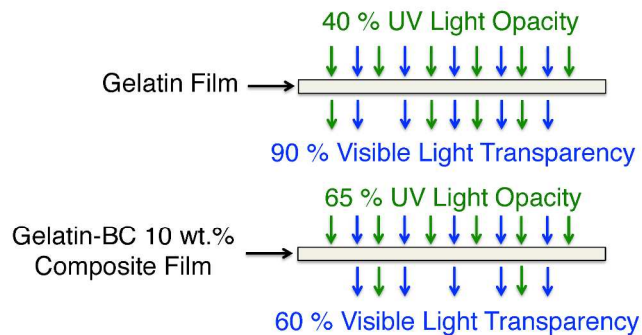 40 % UV Light Opacity
Gelatin Film
90 % Visible Light Transparency
65 % UV Light Opacity
Gelatin-BC 10 wt.%
Composite Film
60 % Visible Light Transparency